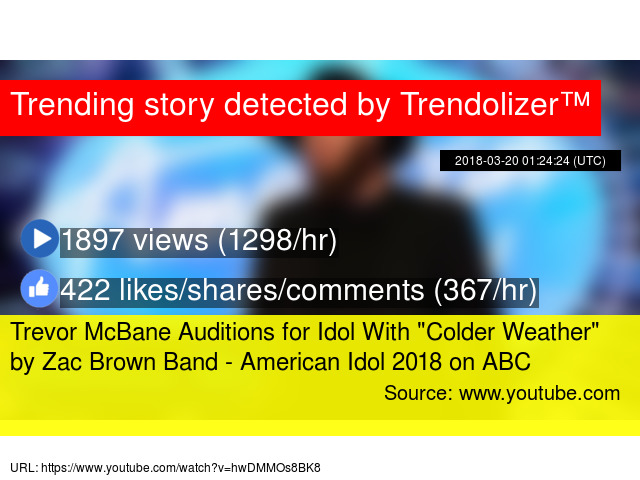 Trending story detected by Trendolizer™
2018-03-20 01:24:24 (UTC)
1897 views (1298/hr)
422 likes/shares/comments (367/hr)
Trevor McBane Auditions for Idol With "Colder Weather"
by Zac Brown Band - American Idol 2018 on ABC
Source: www.youtube.com
URL: https://www.youtube.com/watch?v=hwDMMOs8BK8